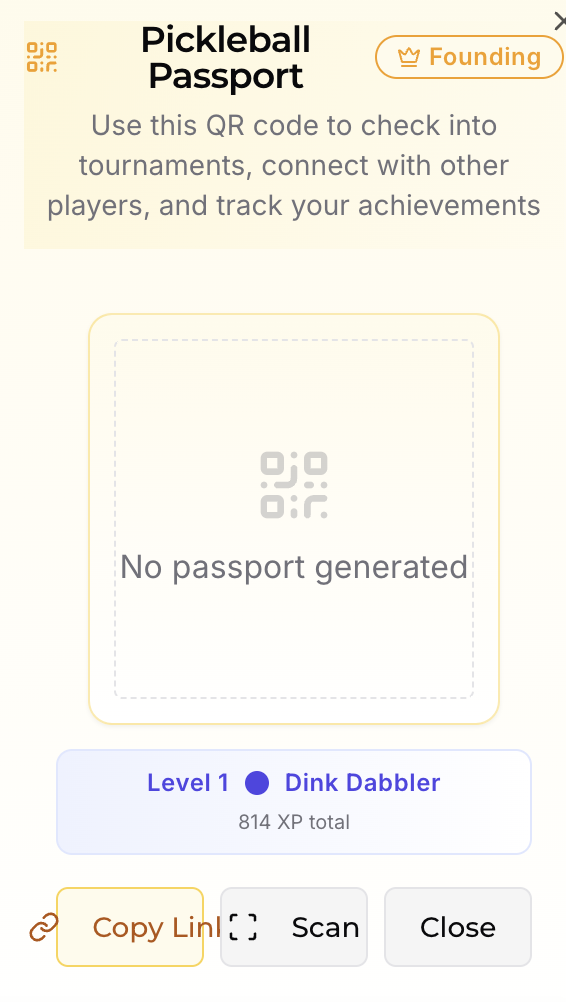 Pickleball
Passport
Founding
Use this QR code to check into
tournaments, connect with other
players, and track your achievements
No passport generated
Level 1 Dink Dabbler
814 XP total
Copy Link
Scan
Close